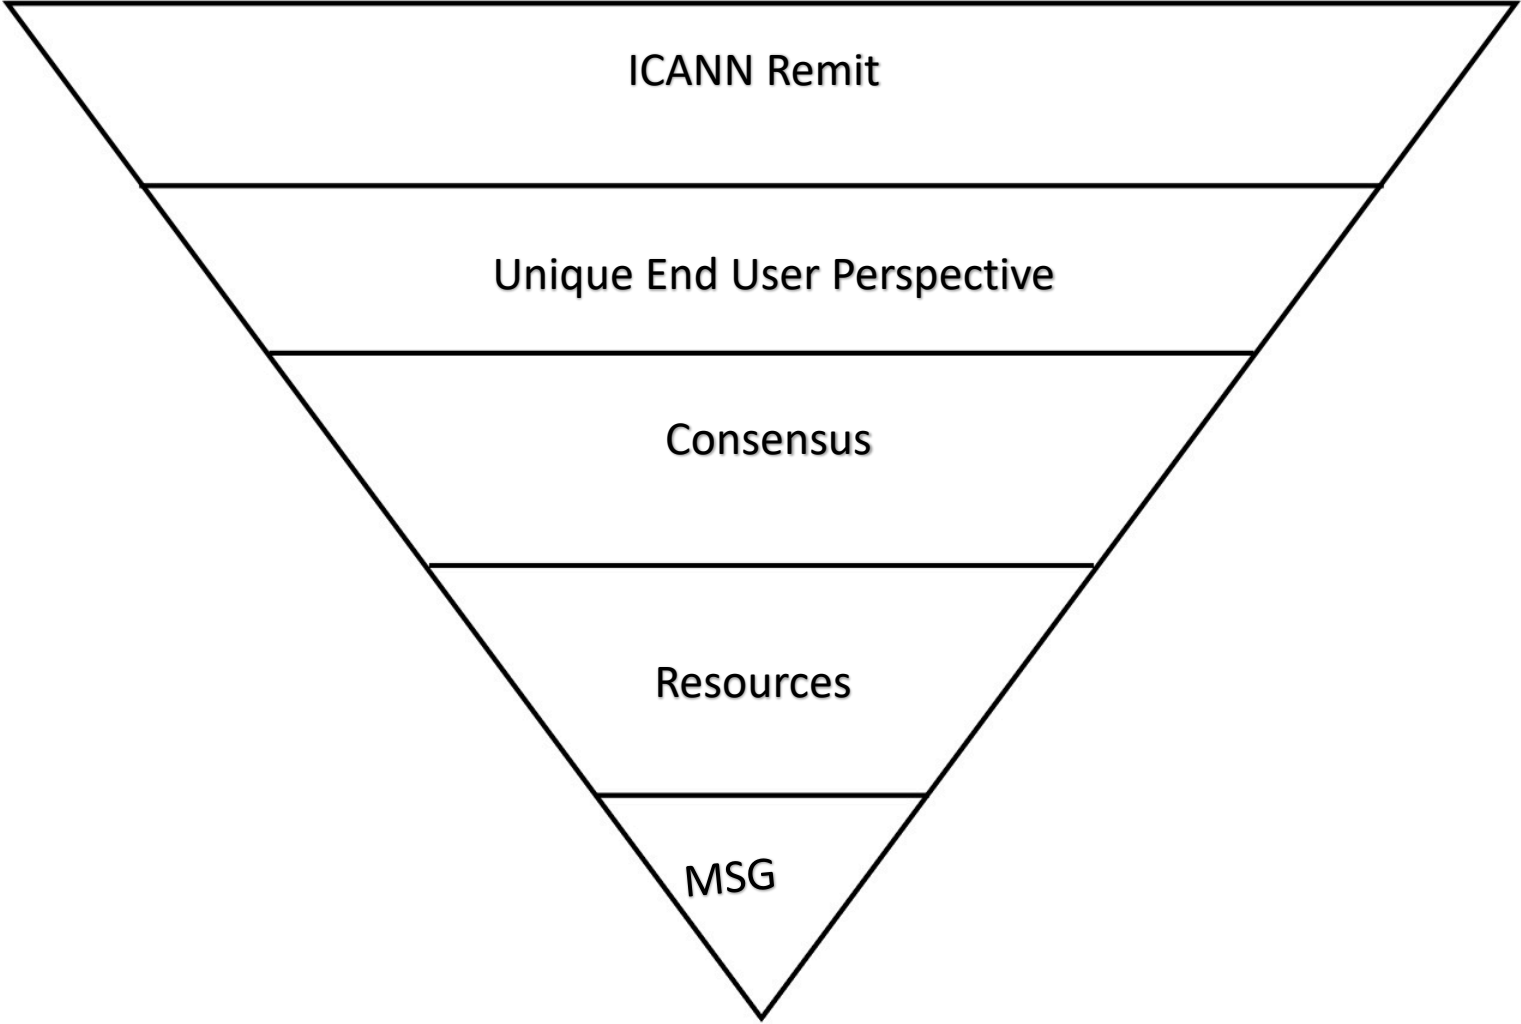 ICANN Remit
Unique End User Perspective
Consensus
Resources
MSG